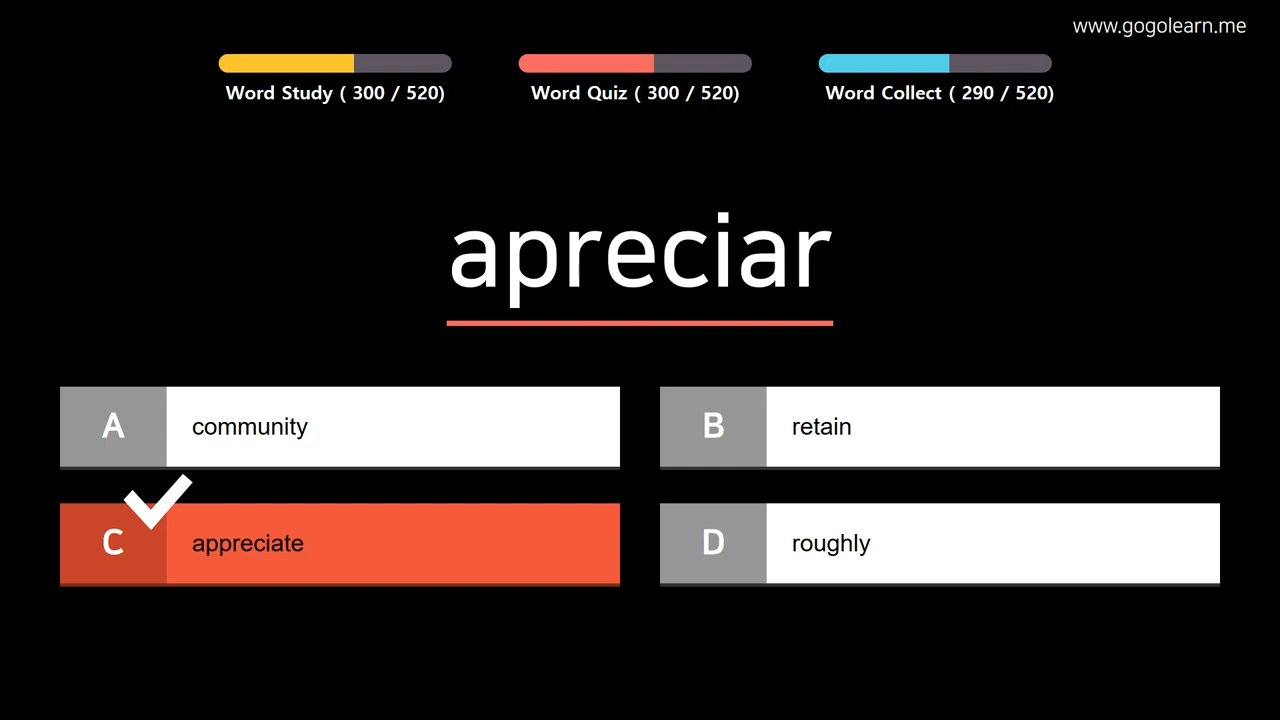 www.gogolearn.me
Word Study ( 300 / 520)
Word Quiz ( 300 / 520)
Word Collect ( 290 / 520)
apreciar
A community
B retain
C appreciate
D roughly